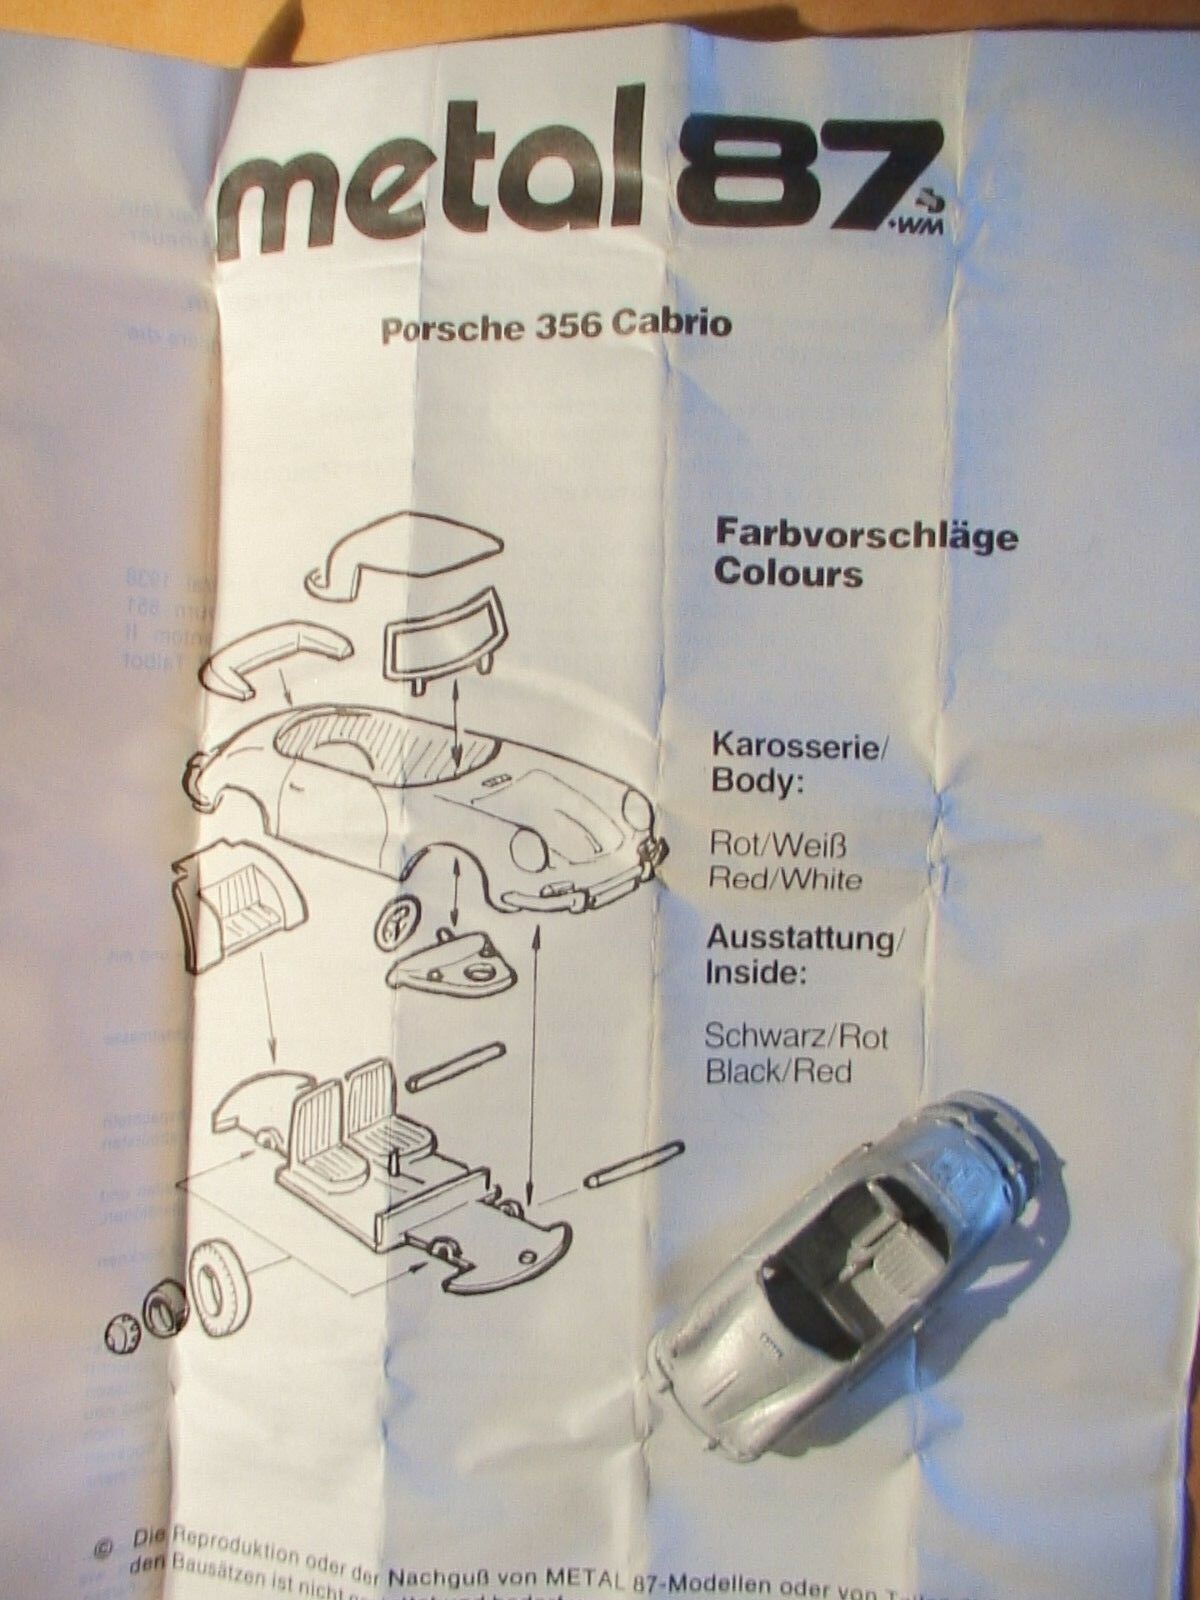 metal 87
+WM
Porsche 356 Cabrio
Farbvorschläge
Colours
Karosserie/
Body:
Rot/Weiß
Red/White
Ausstattung/
Inside:
Schwarz/Rot
Black/Red
© Die Reproduktion oder der Nachguß von METAL 87-Modellen oder von
den Bausätzen ist nicht